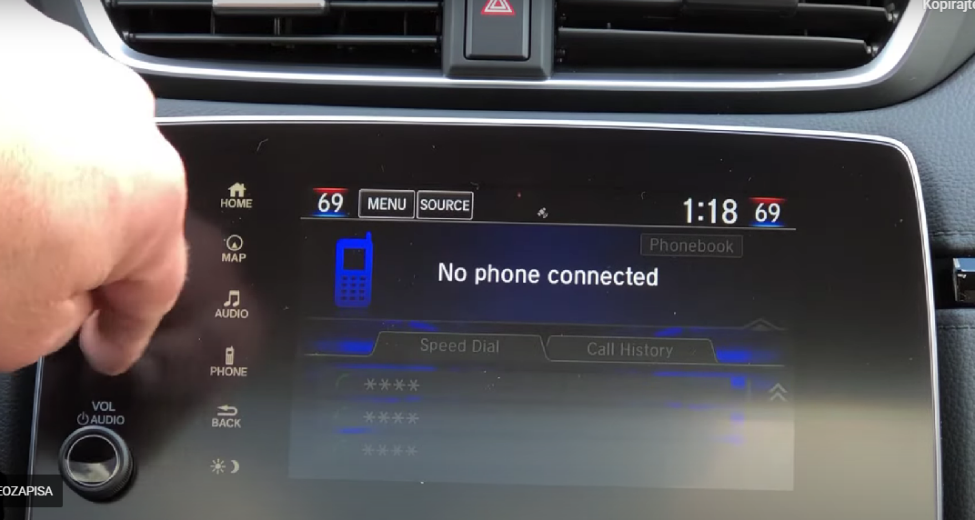 Kopirajte
HOME
69 MENU SOURCE 1:18 69
MAP
Phonebook
No phone connected
AUDIO
Speed Dial Call History
PHONE
****
****
****
VOL
AUDIO
BACK
EOZAPISA